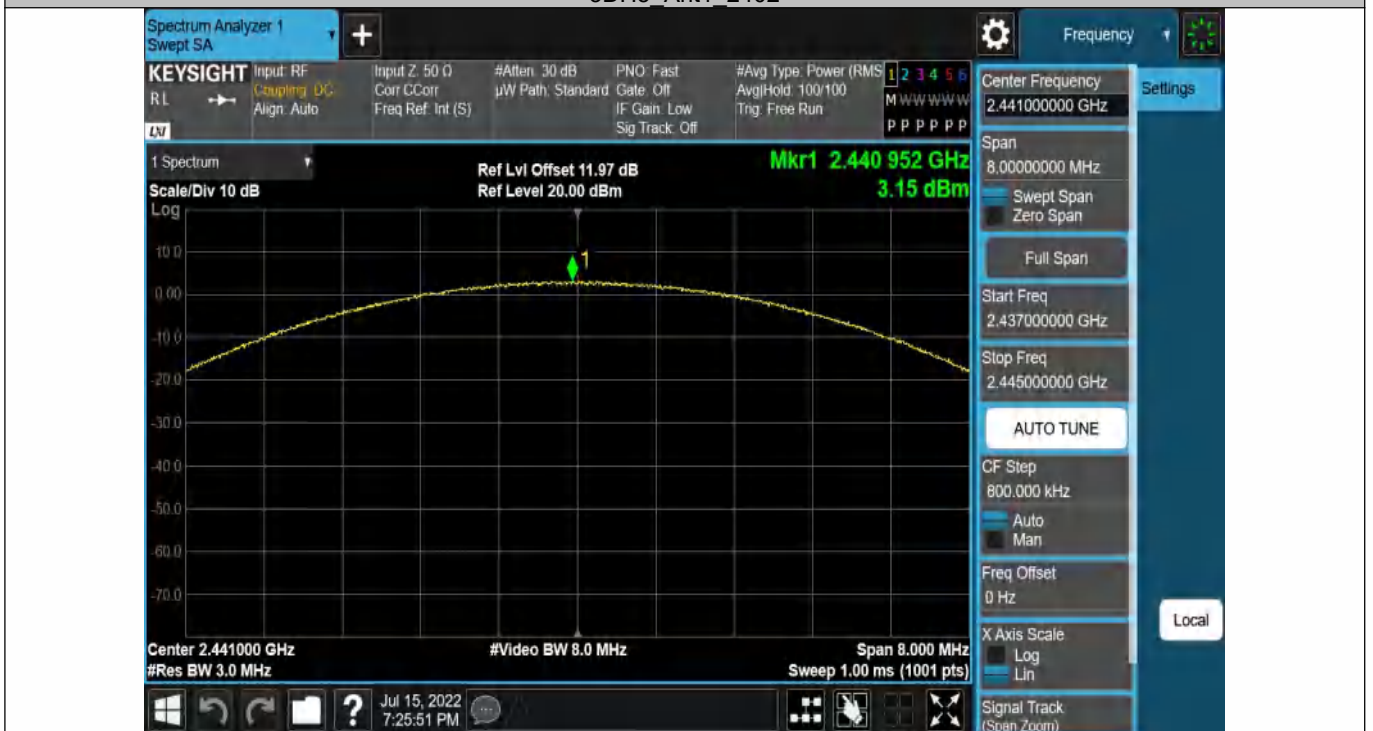 Spectrum Analyzer 1
Swept SA
Frequency
KEYSIGHT
RL
LXI
Input: RF
Coupling: DC
Align: Auto
Input Z: 50 Ω
Corr CCorr
Freq Ref: Int (S)
#Atten: 30 dB
µW Path: Standard
PNO: Fast
Gate: Off
IF Gain: Low
Sig Track: Off
#Avg Type: Power (RMS
Avg|Hold: 100/100
Trig: Free Run
1 2 3 4 5 6
M W W W W W
P P P P P P
1 Spectrum
Scale/Div 10 dB
Log
Ref Lvl Offset 11.97 dB
Ref Level 20.00 dBm
Mkr1 2.440 952 GHz
3.15 dBm
10.0
0.00
-10.0
-20.0
-30.0
-40.0
-50.0
-60.0
-70.0
1
Center 2.441000 GHz
#Res BW 3.0 MHz
#Video BW 8.0 MHz
Span 8.000 MHz
Sweep 1.00 ms (1001 pts)
Jul 15, 2022
7:25:51 PM
Center Frequency
2.441000000 GHz
Settings
Span
8.00000000 MHz
Swept Span
Zero Span
Full Span
Start Freq
2.437000000 GHz
Stop Freq
2.445000000 GHz
AUTO TUNE
CF Step
800.000 kHz
Auto
Man
Freq Offset
0 Hz
X Axis Scale
Log
Lin
Local
Signal Track
(Span Zoom)